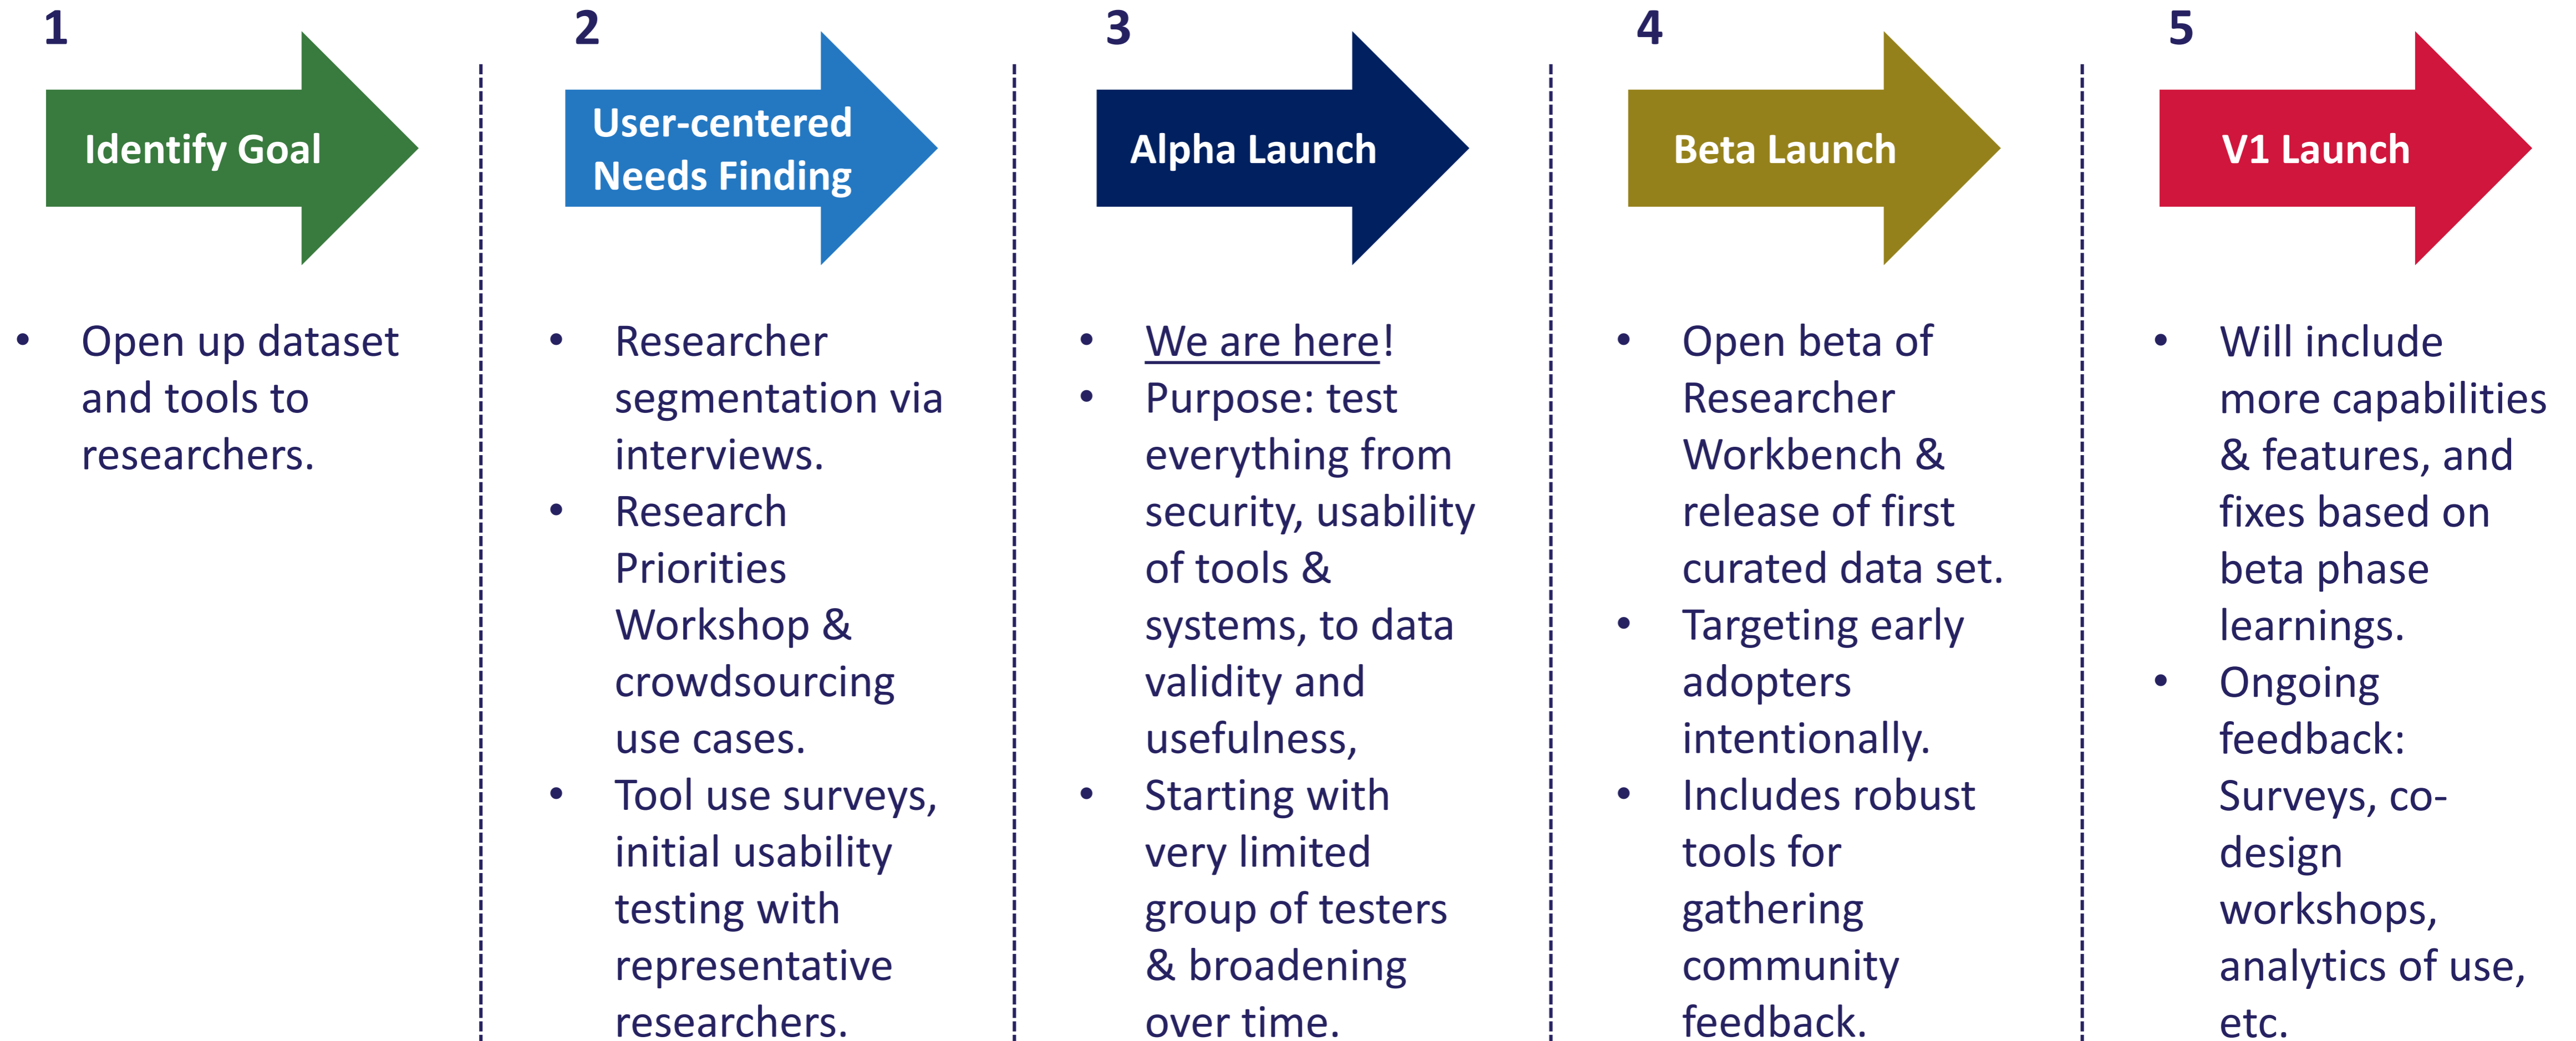 1
Identify Goal
• Open up dataset
and tools to
researchers.
2
User-centered
Needs Finding
• Researcher
segmentation via
interviews.
• Research
Priorities
Workshop &
crowdsourcing
use cases.
• Tool use surveys,
initial usability
testing with
representative
researchers.
3
Alpha Launch
• We are here!
• Purpose: test
everything from
security, usability
of tools &
systems, to data
validity and
usefulness,
• Starting with
very limited
group of testers
& broadening
over time.
4
Beta Launch
• Open beta of
Researcher
Workbench &
release of first
curated data set.
• Targeting early
adopters
intentionally.
• Includes robust
tools for
gathering
community
feedback.
5
V1 Launch
• Will include
more capabilities
& features, and
fixes based on
beta phase
learnings.
• Ongoing
feedback:
Surveys, co-
design
workshops,
analytics of use,
etc.